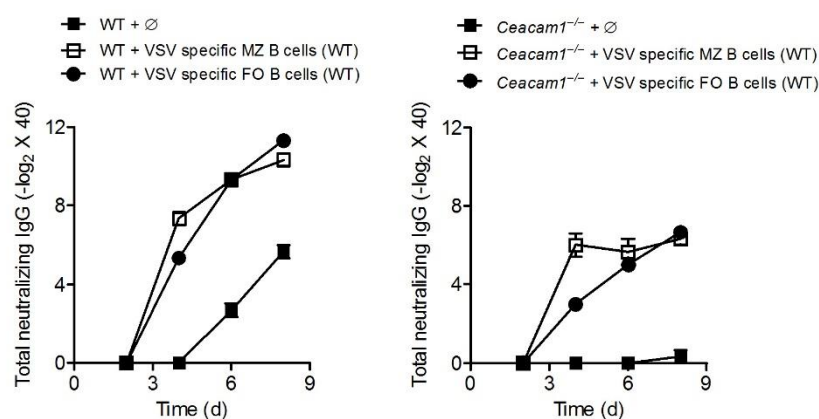 WT + ∅
WT + VSV specific MZ B cells (WT)
WT + VSV specific FO B cells (WT)
Total neutralizing IgG (-log₂ X 40)
12
8
4
0
0
3
6
9
Time (d)
Ceacam1⁻/⁻ + ∅
Ceacam1⁻/⁻ + VSV specific MZ B cells (WT)
Ceacam1⁻/⁻ + VSV specific FO B cells (WT)
Total neutralizing IgG (-log₂ X 40)
12
8
4
0
0
3
6
9
Time (d)